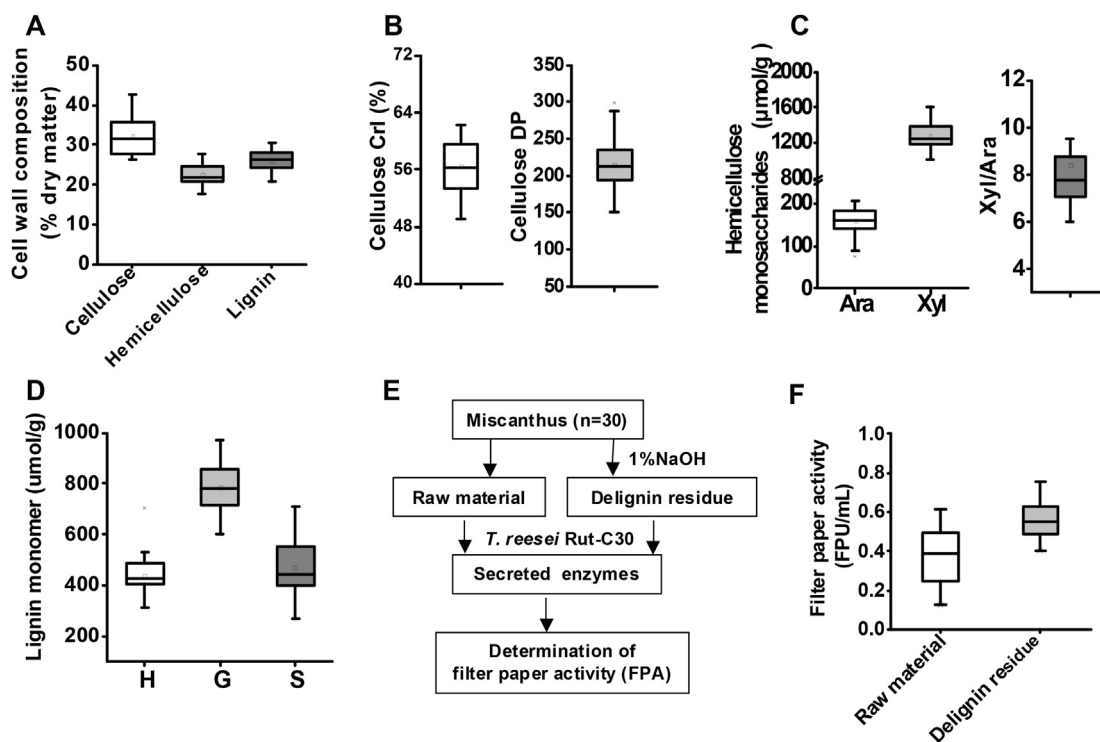 A
Cell wall composition
(% dry matter)
50
40
30
20
10
0
Cellulose
Hemicellulose
Lignin
B
Cellulose CrI (%)
72
64
56
48
40
Cellulose DP
350
300
250
200
150
100
50
C
Hemicellulose
monosaccharides (μmol/g )
2000
1600
1200
800
200
100
0
Ara
Xyl
Xyl/Ara
12
10
8
6
4
D
Lignin monomer (umol/g)
1000
800
600
400
200
H
G
S
E
Miscanthus (n=30)
1%NaOH
Raw material
Delignin residue
T. reesei Rut-C30
Secreted enzymes
Determination of
filter paper activity (FPA)
F
Filter paper activity
(FPU/mL)
1.0
0.8
0.6
0.4
0.2
0.0
Raw material
Delignin residue